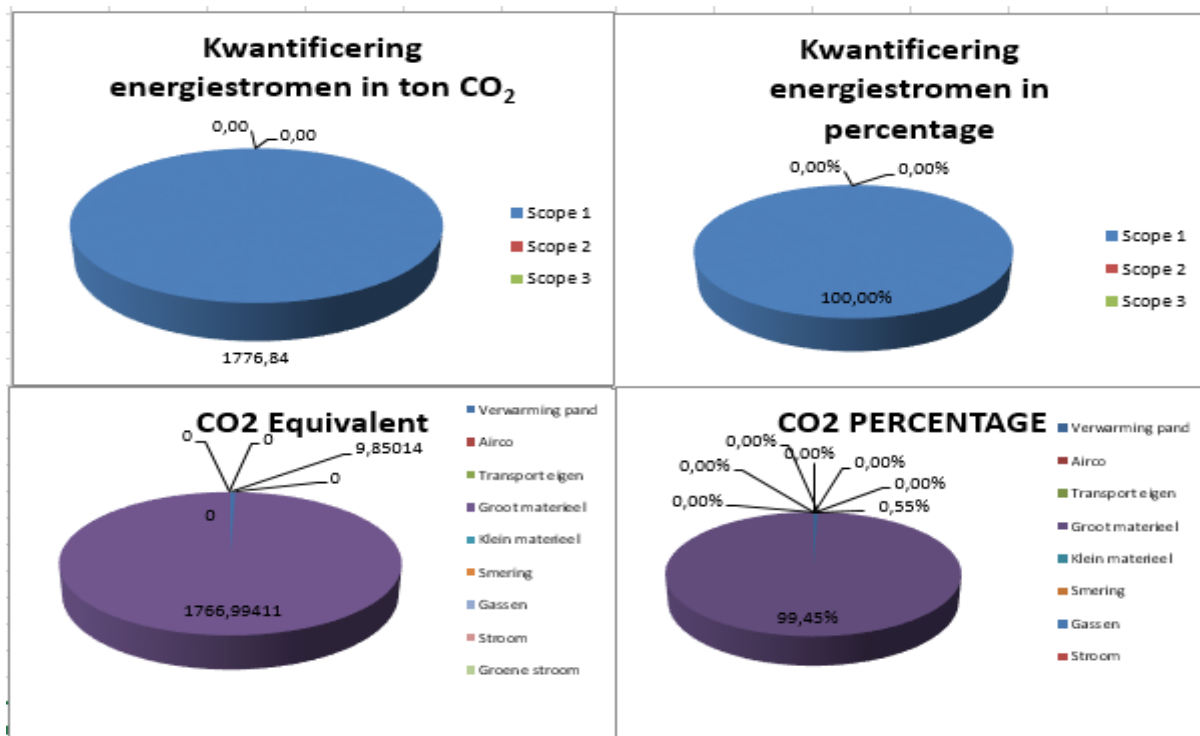 Kwantificering
energiestromen in ton CO₂
0,00
0,00
1776,84
Scope 1
Scope 2
Scope 3
Kwantificering
energiestromen in
percentage
0,00%
0,00%
100,00%
Scope 1
Scope 2
Scope 3
CO2 Equivalent
0
0
9,85014
0
0
1766,99411
Verwarming pand
Airco
Transport eigen
Groot materieel
Klein materieel
Smering
Gassen
Stroom
Groene stroom
CO2 PERCENTAGE
0,00%
0,00%
0,00%
0,00%
0,00%
0,00%
0,55%
99,45%
Verwarming pand
Airco
Transport eigen
Groot materieel
Klein materieel
Smering
Gassen
Stroom